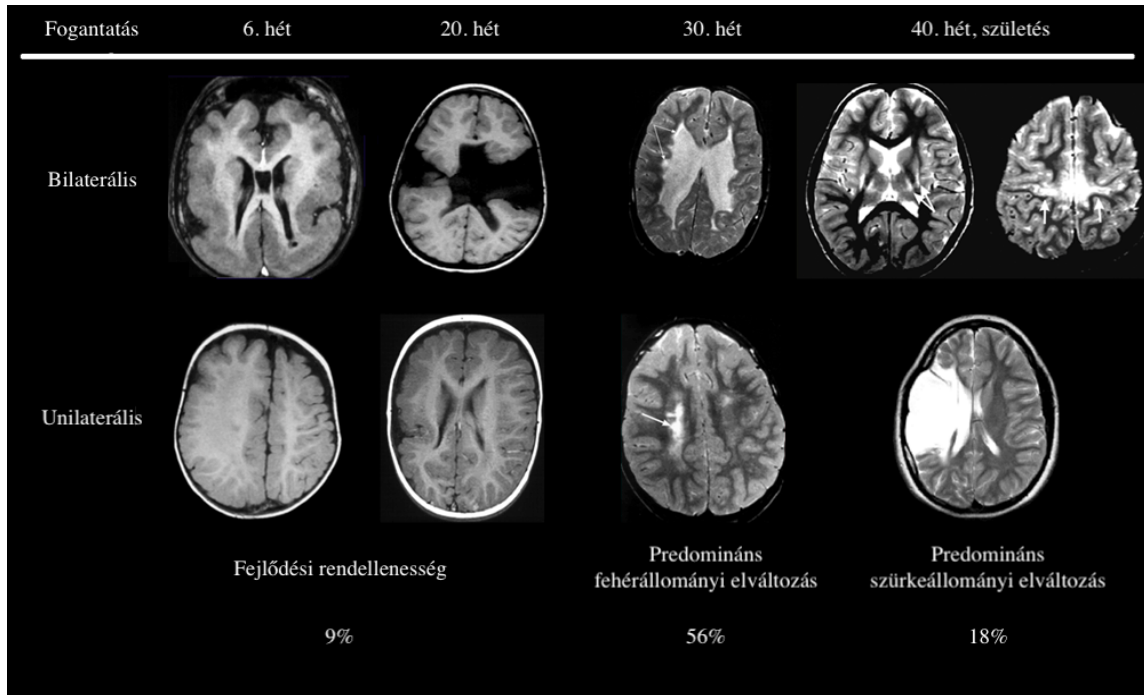 Fogantatás 6. hét 20. hét 30. hét 40. hét, születés
Bilaterális
Unilaterális
Fejlődési rendellenesség
Predomináns
fehérállományi elváltozás
Predomináns
szürkeállományi elváltozás
9% 56% 18%